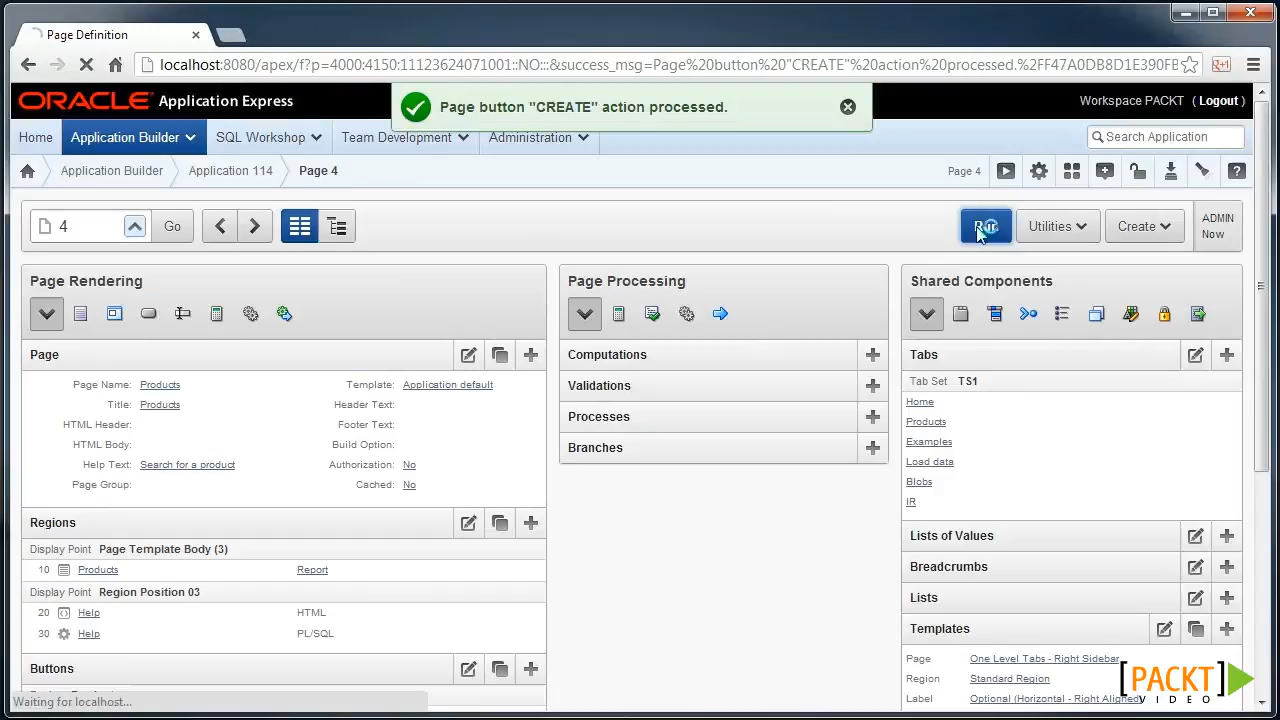 Page Definition
localhost:8080/apex/f?p=4000:4150:11123624071001::NO:::&success_msg=Page%20button%20"CREATE"%20action%20processed.%2FF47A0DB8D1E390FB
ORACLE Application Express
Page button "CREATE" action processed.
Workspace PACKT ( Logout )
Home
Application Builder
SQL Workshop
Team Development
Administration
Search Application
Application Builder
Application 114
Page 4
Page 4
4
Go
Run
Utilities
Create
ADMIN
Now
Page Rendering
Page
Page Name: Products
Title: Products
HTML Header:
HTML Body:
Help Text: Search for a product
Page Group:
Template: Application default
Header Text:
Footer Text:
Build Option:
Authorization: No
Cached: No
Regions
Display Point Page Template Body (3)
10 Products Report
Display Point Region Position 03
20 Help HTML
30 Help PL/SQL
Buttons
Page Processing
Computations
Validations
Processes
Branches
Shared Components
Tabs
Tab Set TS1
Home
Products
Examples
Load data
Blobs
IR
Lists of Values
Breadcrumbs
Lists
Templates
Page One Level Tabs - Right Sidebar
Region Standard Region
Label Optional (Horizontal - Right Aligned)
Waiting for localhost...
[PACKT]
VIDEO